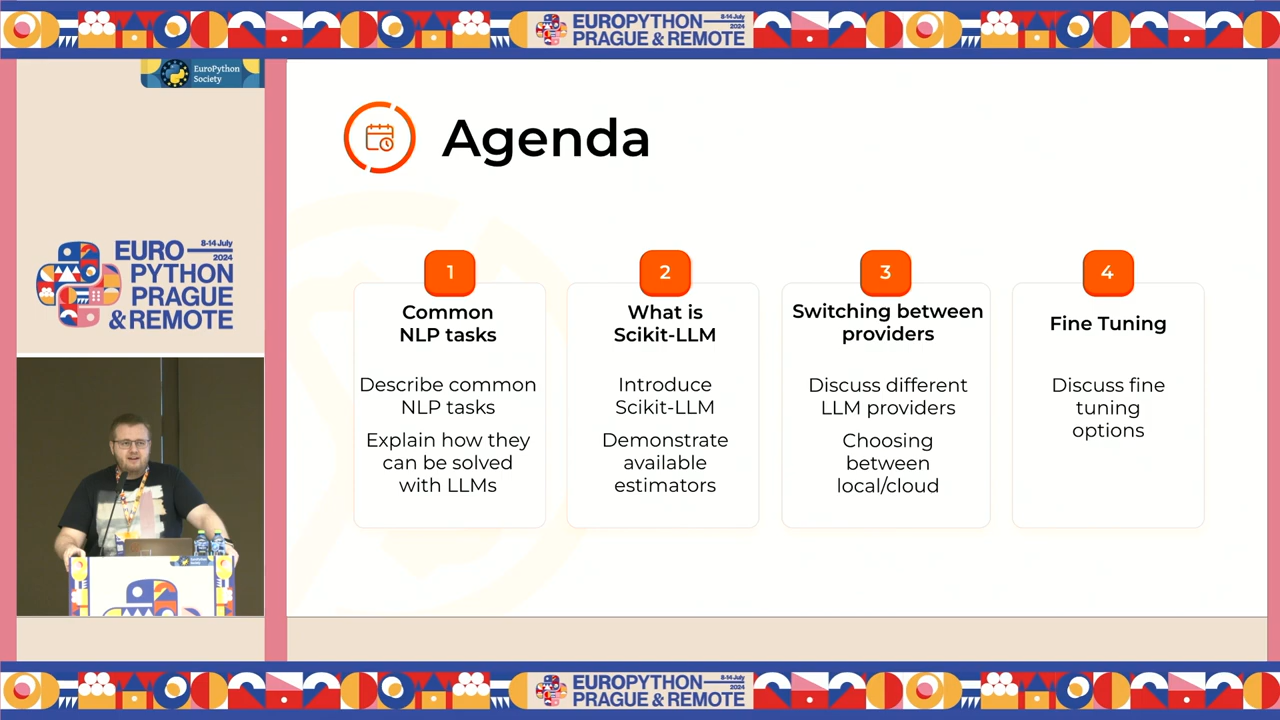 EUROPYTHON
8-14 July
2024
PRAGUE & REMOTE
EuroPython
Society
EURO
8-14 July
2024
PYTHON
PRAGUE
& REMOTE
Agenda
1
Common
NLP tasks
Describe common
NLP tasks
Explain how they
can be solved
with LLMs
2
What is
Scikit-LLM
Introduce
Scikit-LLM
Demonstrate
available
estimators
3
Switching between
providers
Discuss different
LLM providers
Choosing
between
local/cloud
4
Fine Tuning
Discuss fine
tuning
options
EuroPython
Society
EUROPYTHON
8-14 July
2024
PRAGUE & REMOTE